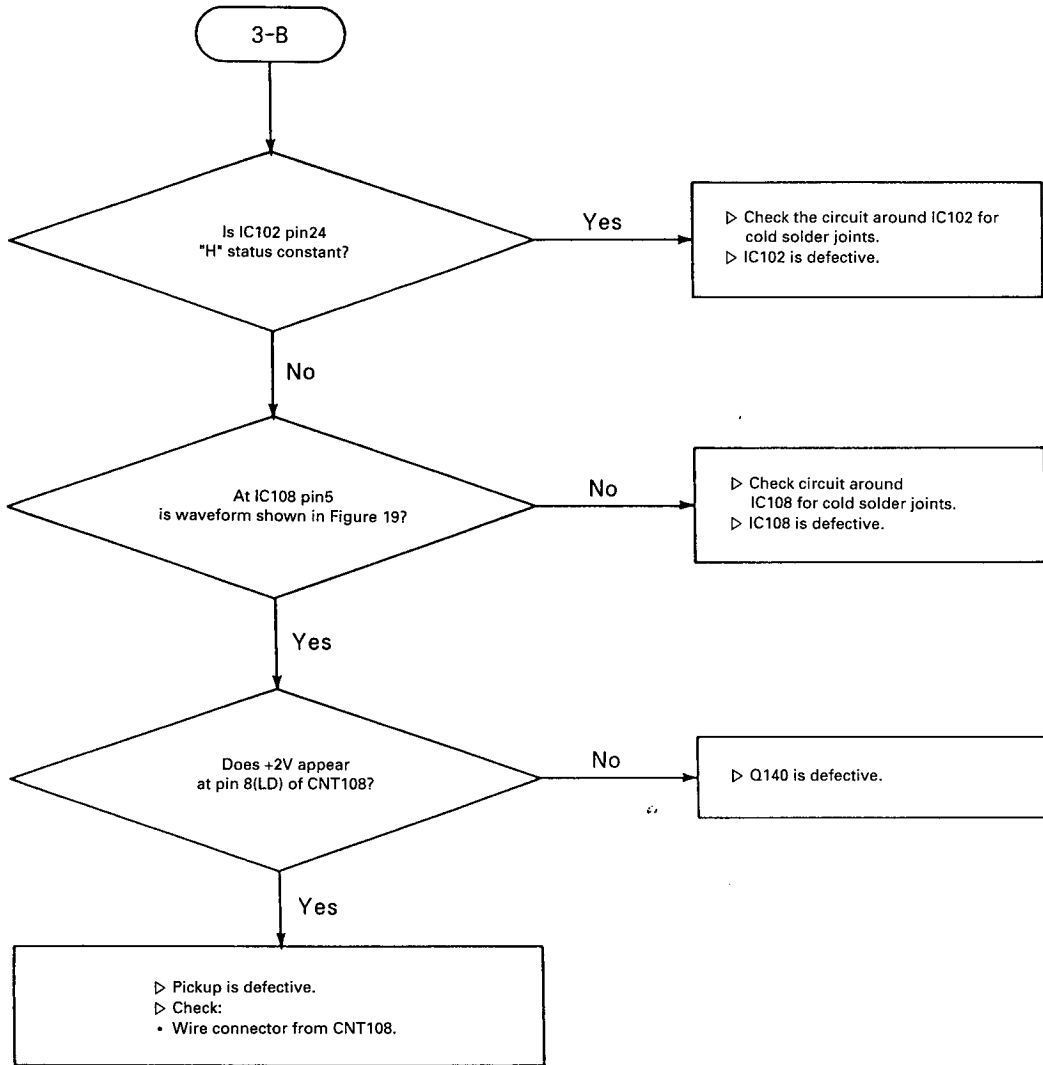 3-B
Is IC102 pin24
"H" status constant?
Yes
▷ Check the circuit around IC102 for
cold solder joints.
▷ IC102 is defective.
No
At IC108 pin5
is waveform shown in Figure 19?
No
▷ Check circuit around
IC108 for cold solder joints.
▷ IC108 is defective.
Yes
Does +2V appear
at pin 8(LD) of CNT108?
No
▷ Q140 is defective.
Yes
▷ Pickup is defective.
▷ Check:
• Wire connector from CNT108.